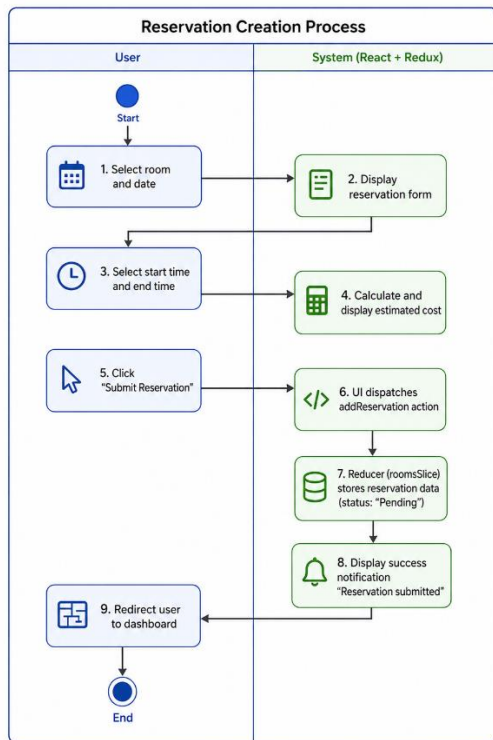 Reservation Creation Process
User
System (React + Redux)
Start
1. Select room
and date
2. Display
reservation form
3. Select start time
and end time
4. Calculate and
display estimated cost
5. Click
"Submit Reservation"
6. UI dispatches
addReservation action
7. Reducer (roomsSlice)
stores reservation data
(status: "Pending")
8. Display success
notification
"Reservation submitted"
9. Redirect user
to dashboard
End